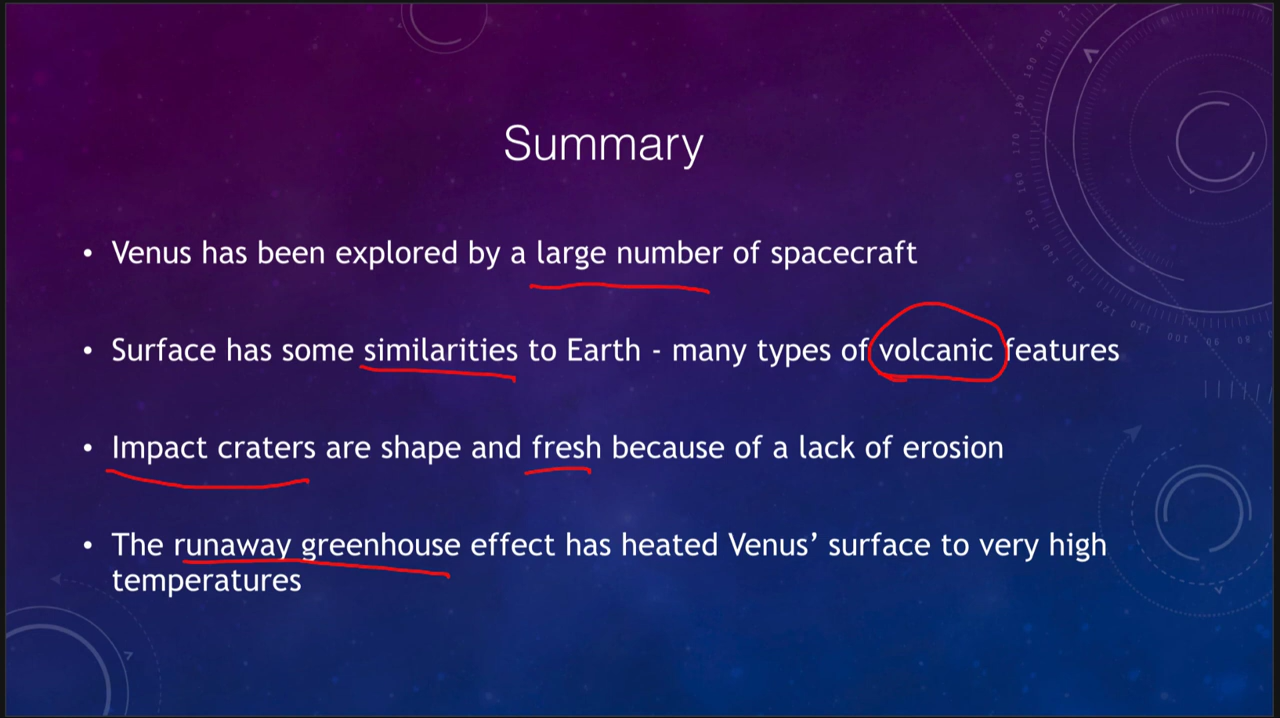 Summary
• Venus has been explored by a large number of spacecraft
• Surface has some similarities to Earth - many types of volcanic features
• Impact craters are shape and fresh because of a lack of erosion
• The runaway greenhouse effect has heated Venus’ surface to very high
temperatures